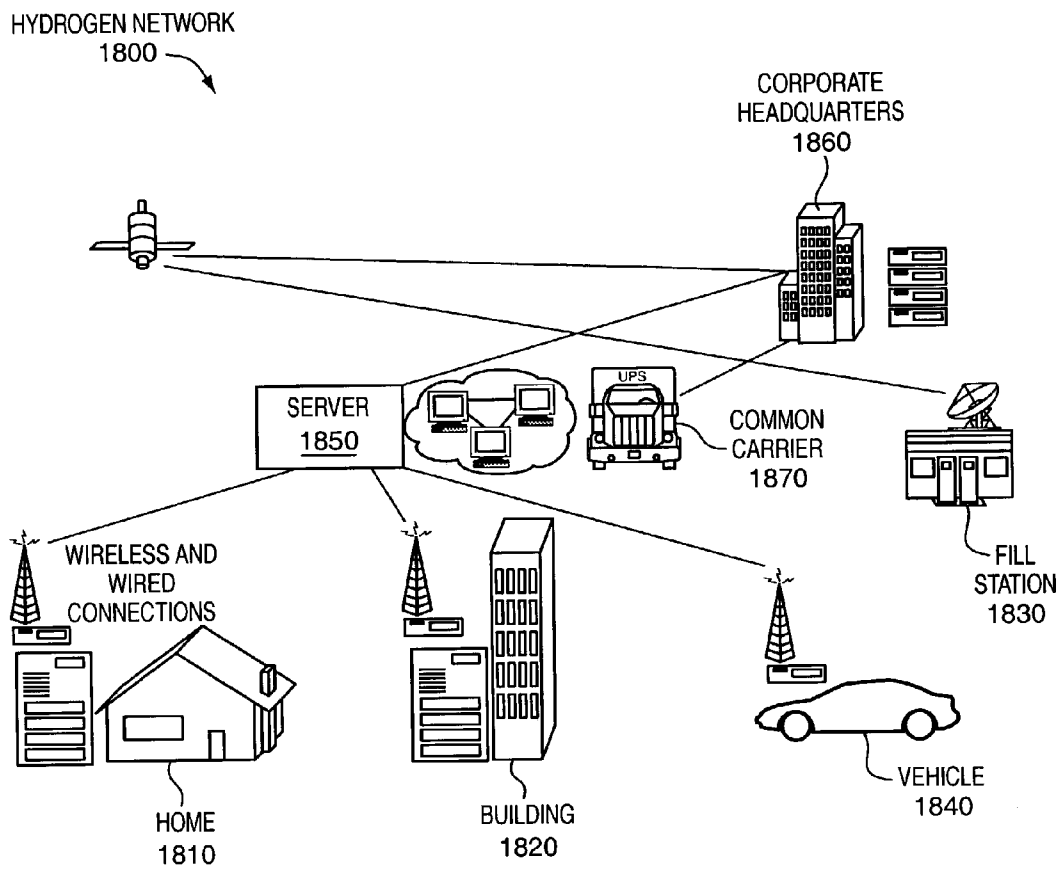 HYDROGEN NETWORK
1800
CORPORATE
HEADQUARTERS
1860
SERVER
1850
UPS
COMMON
CARRIER
1870
FILL
STATION
1830
WIRELESS AND
WIRED
CONNECTIONS
HOME
1810
BUILDING
1820
VEHICLE
1840